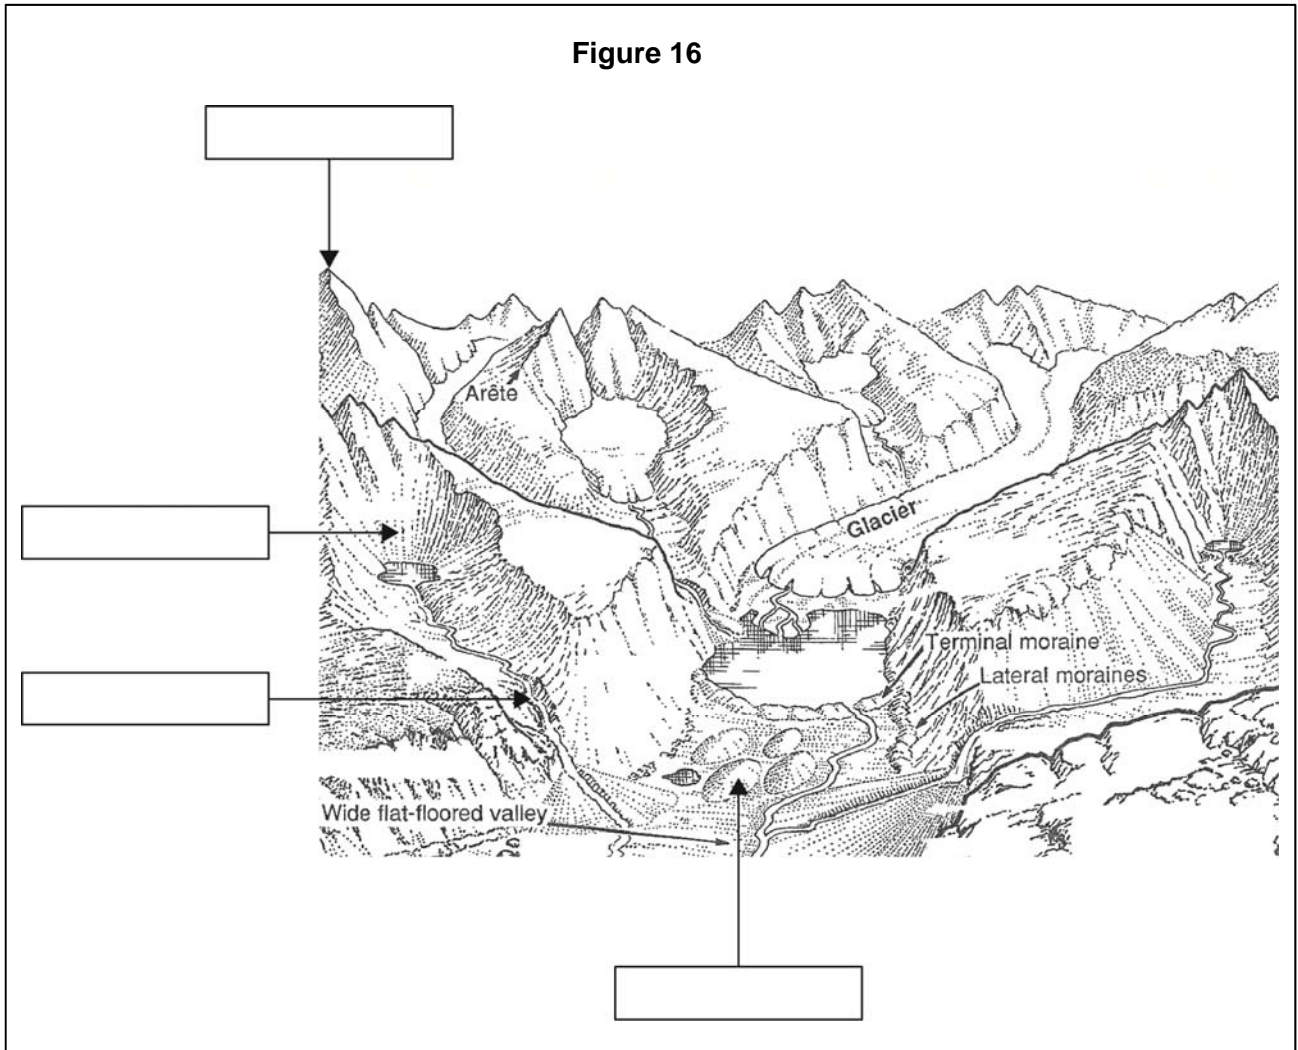 Figure 16
Arête
Glacier
Terminal moraine
Lateral moraines
Wide flat-floored valley